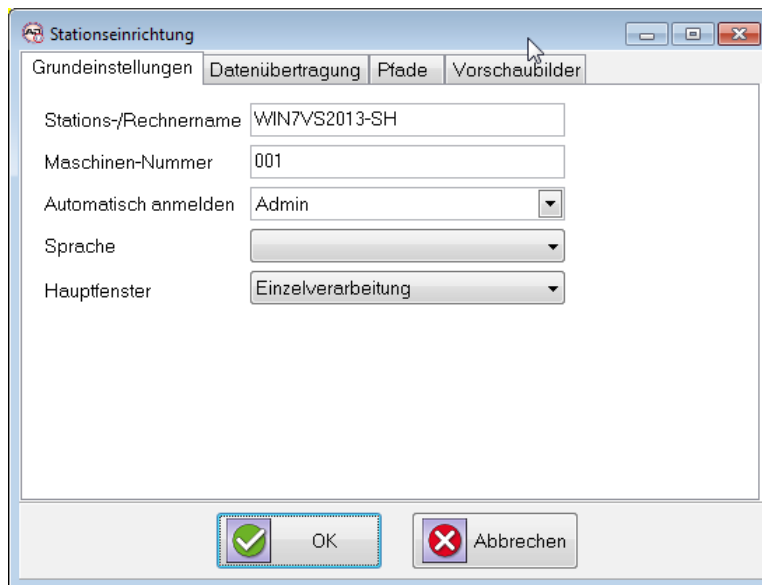 Stationseinrichtung
Grundeinstellungen Datenübertragung Pfade Vorschaubilder
Stations-/Rechnername WIN7VS2013-SH
Maschinen-Nummer 001
Automatisch anmelden Admin
Sprache
Hauptfenster Einzelverarbeitung
OK Abbrechen